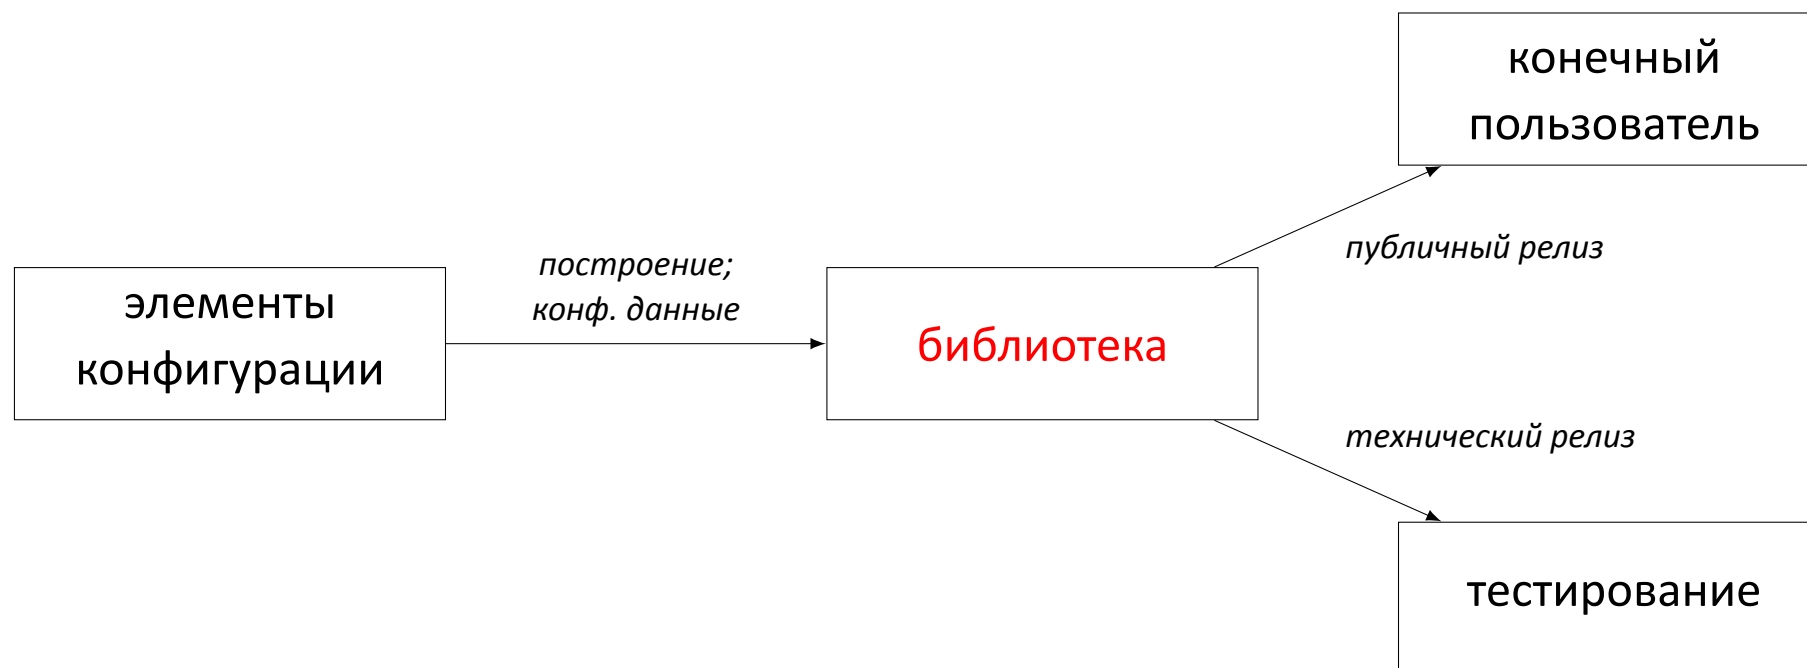 конечный
пользователь
публичный релиз
построение;
конф. данные
элементы
конфигурации
библиотека
технический релиз
тестирование